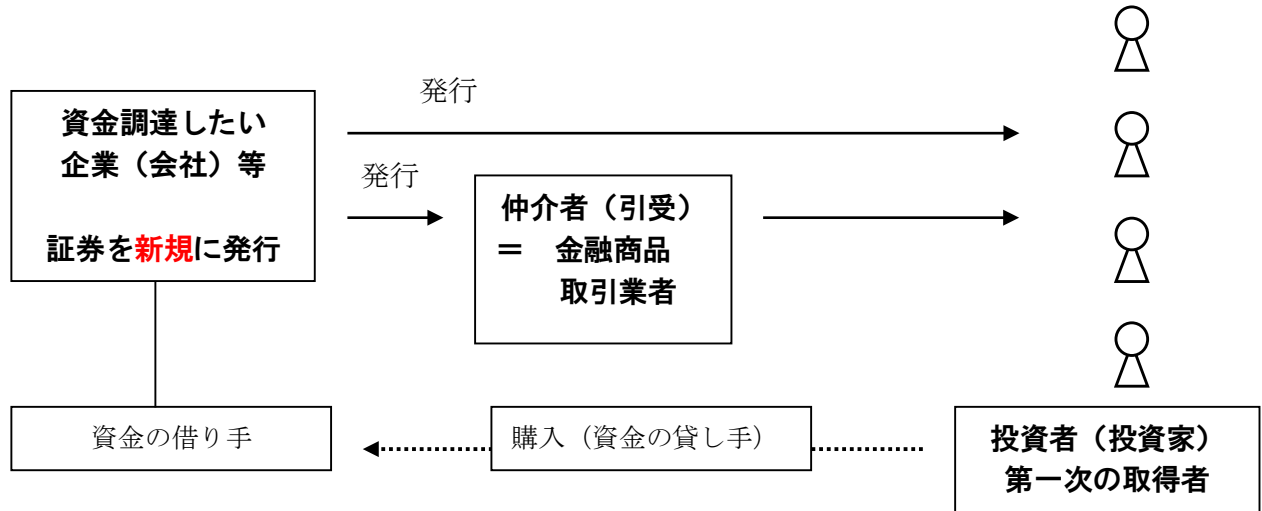 発行
資金調達したい
企業（会社）等
証券を新規に発行
発行
仲介者（引受）
＝　金融商品
取引業者
資金の借り手
購入（資金の貸し手）
投資者（投資家）
第一次の取得者